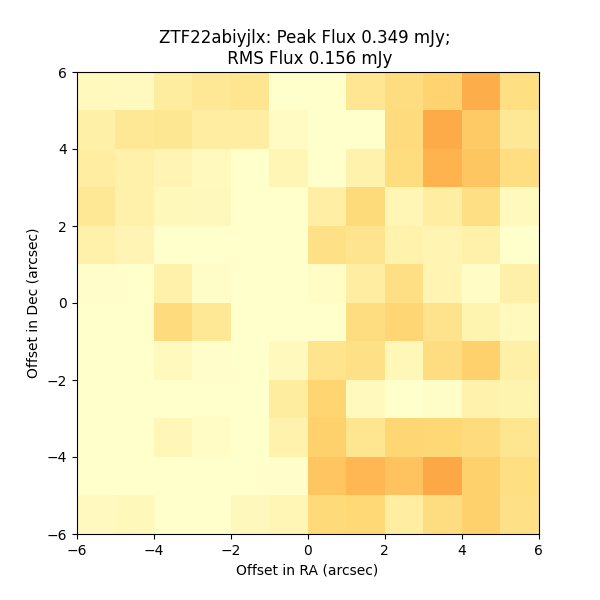 ZTF22abiyjlx: Peak Flux 0.349 mJy;
RMS Flux 0.156 mJy
6
4
2
0
−2
−4
−6
Offset in Dec (arcsec)
−6 −4 −2 0 2 4 6
Offset in RA (arcsec)